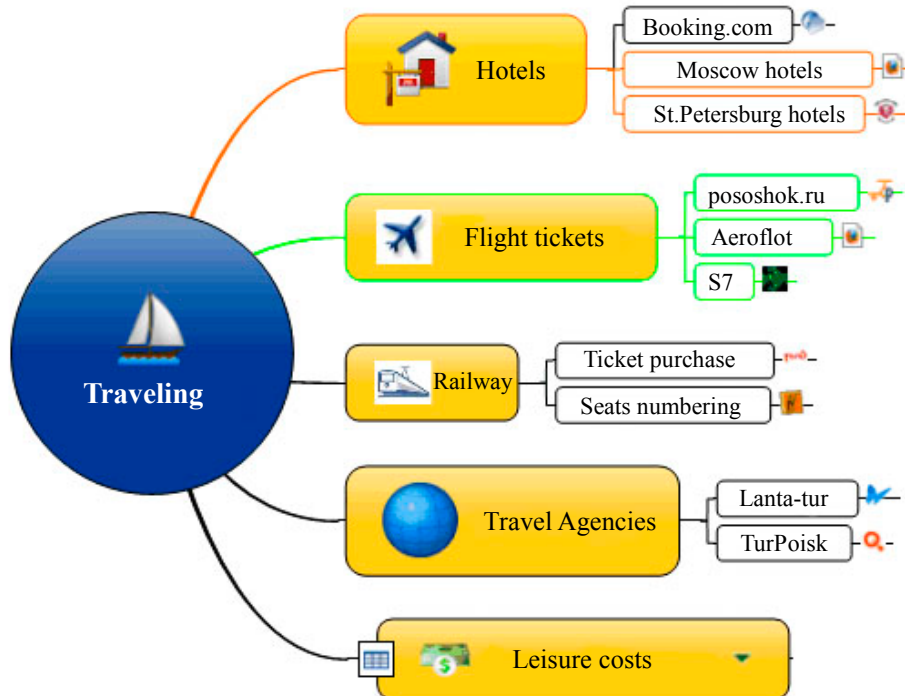 Traveling
Hotels
Booking.com
Moscow hotels
St.Petersburg hotels
Flight tickets
pososhok.ru
Aeroflot
S7
Railway
Ticket purchase
Seats numbering
Travel Agencies
Lanta-tur
TurPoisk
Leisure costs